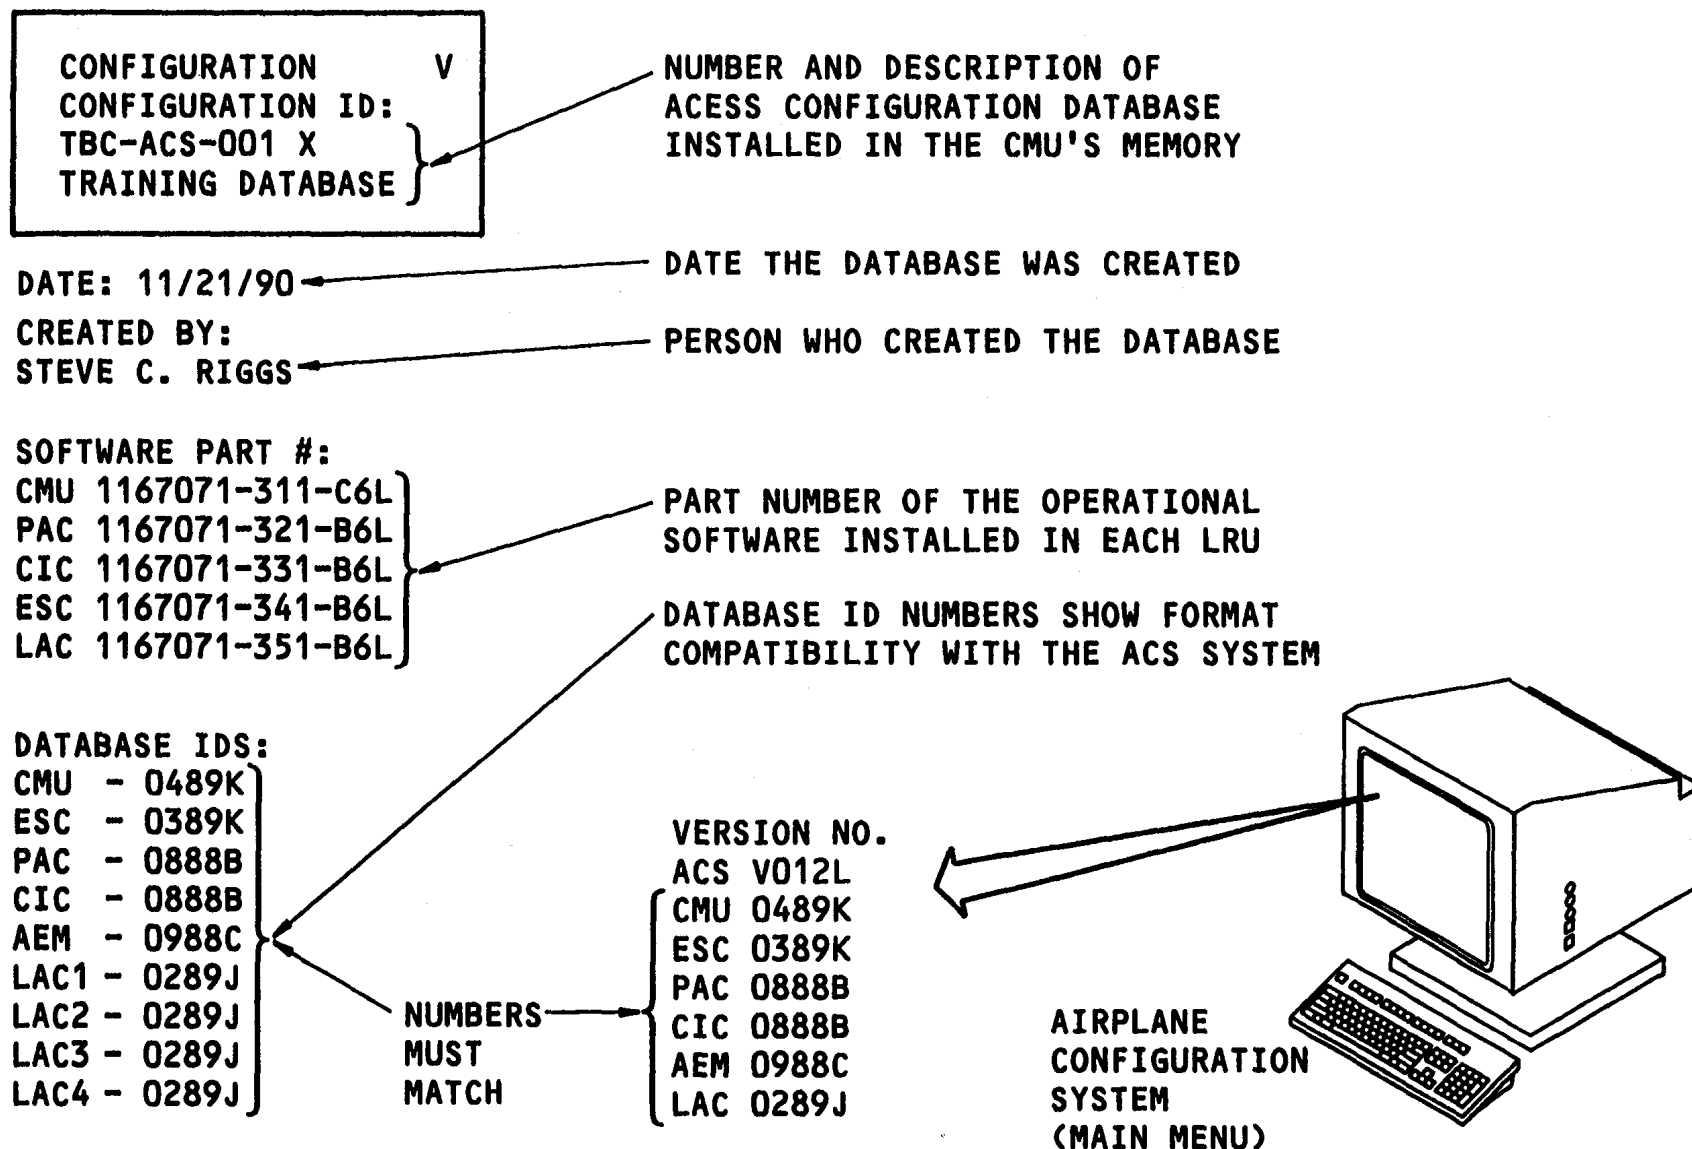 CONFIGURATION V
CONFIGURATION ID:
TBC-ACS-001 X
TRAINING DATABASE
NUMBER AND DESCRIPTION OF
ACESS CONFIGURATION DATABASE
INSTALLED IN THE CMU'S MEMORY
DATE: 11/21/90
DATE THE DATABASE WAS CREATED
CREATED BY:
STEVE C. RIGGS
PERSON WHO CREATED THE DATABASE
SOFTWARE PART #:
CMU 1167071-311-C6L
PAC 1167071-321-B6L
CIC 1167071-331-B6L
ESC 1167071-341-B6L
LAC 1167071-351-B6L
PART NUMBER OF THE OPERATIONAL
SOFTWARE INSTALLED IN EACH LRU
DATABASE ID NUMBERS SHOW FORMAT
COMPATIBILITY WITH THE ACS SYSTEM
DATABASE IDS:
CMU - 0489K
ESC - 0389K
PAC - 0888B
CIC - 0888B
AEM - 0988C
LAC1 - 0289J
LAC2 - 0289J
LAC3 - 0289J
LAC4 - 0289J
NUMBERS
MUST
MATCH
VERSION NO.
ACS V012L
CMU 0489K
ESC 0389K
PAC 0888B
CIC 0888B
AEM 0988C
LAC 0289J
AIRPLANE
CONFIGURATION
SYSTEM
(MAIN MENU)